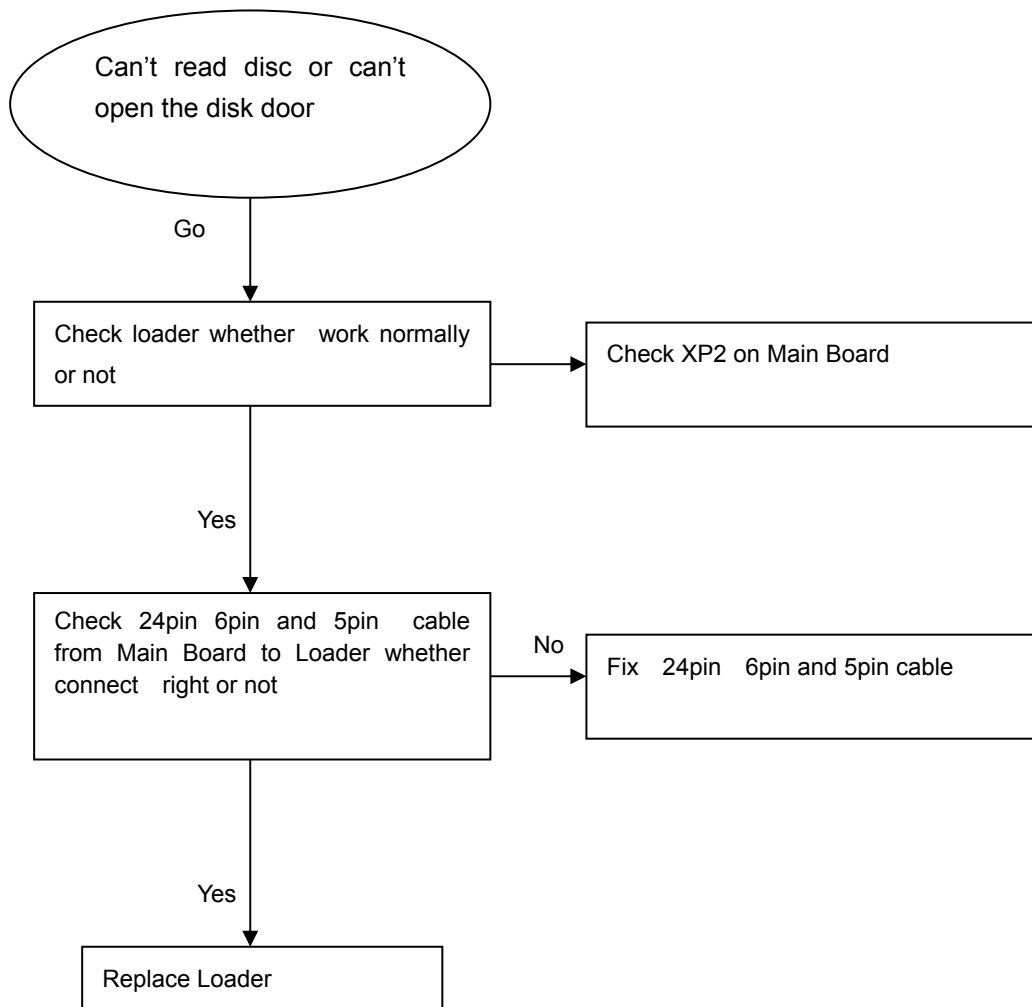 Can’t read disc or can’t
open the disk door
Go
Check loader whether work normally
or not
Check XP2 on Main Board
Yes
Check 24pin 6pin and 5pin cable
from Main Board to Loader whether
connect right or not
No
Fix 24pin 6pin and 5pin cable
Yes
Replace Loader